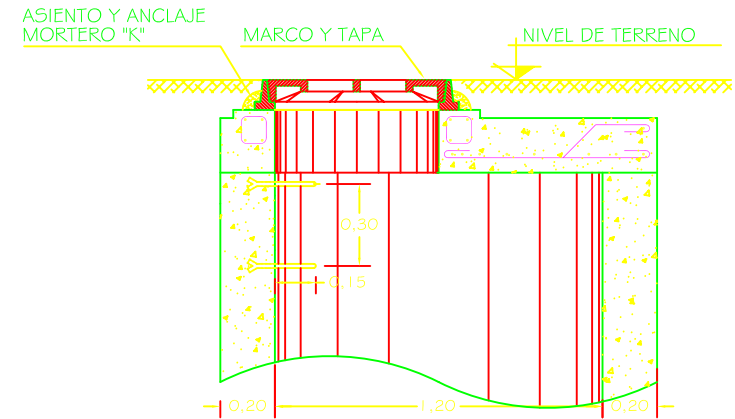 ASIENTO Y ANCLAJE
MORTERO "K"
MARCO Y TAPA
NIVEL DE TERRENO
0,30
0,15
0,20
1,20
0,20